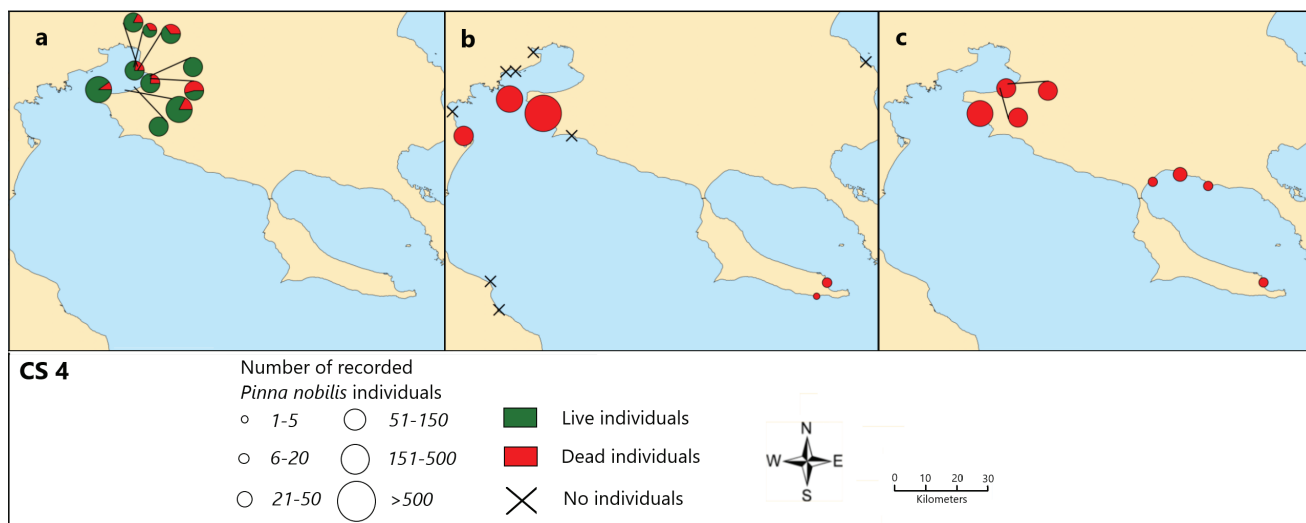 a
b
c
CS 4
Number of recorded
Pinna nobilis individuals
1-5
51-150
Live individuals
6-20
151-500
Dead individuals
21-50
>500
No individuals
N
W
E
S
0 10 20 30
Kilometers